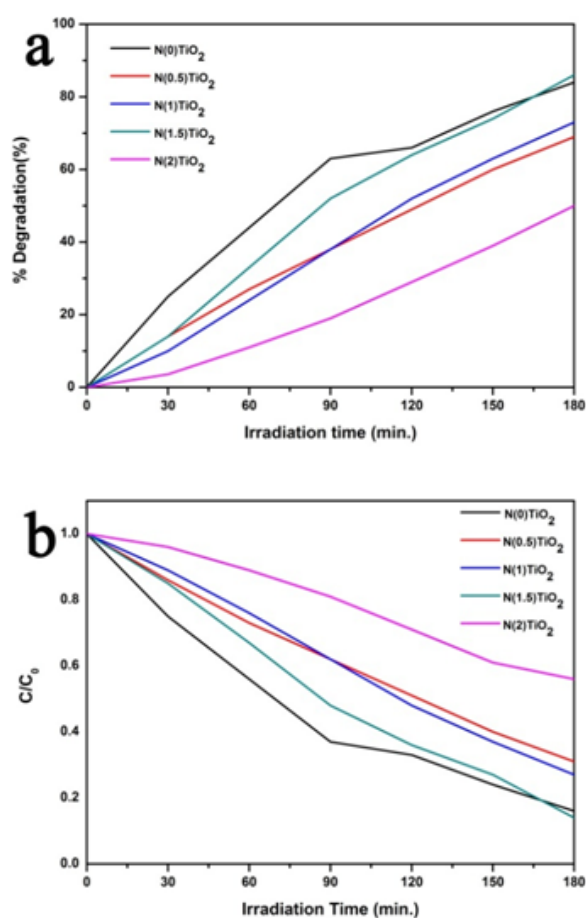 a
N(0)TiO₂
N(0.5)TiO₂
N(1)TiO₂
N(1.5)TiO₂
N(2)TiO₂
% Degradation(%)
100
80
60
40
20
0
0 30 60 90 120 150 180
Irradiation time (min.)
b
N(0)TiO₂
N(0.5)TiO₂
N(1)TiO₂
N(1.5)TiO₂
N(2)TiO₂
C/C₀
1.0
0.8
0.6
0.4
0.2
0.0
0 30 60 90 120 150 180
Irradiation Time (min.)